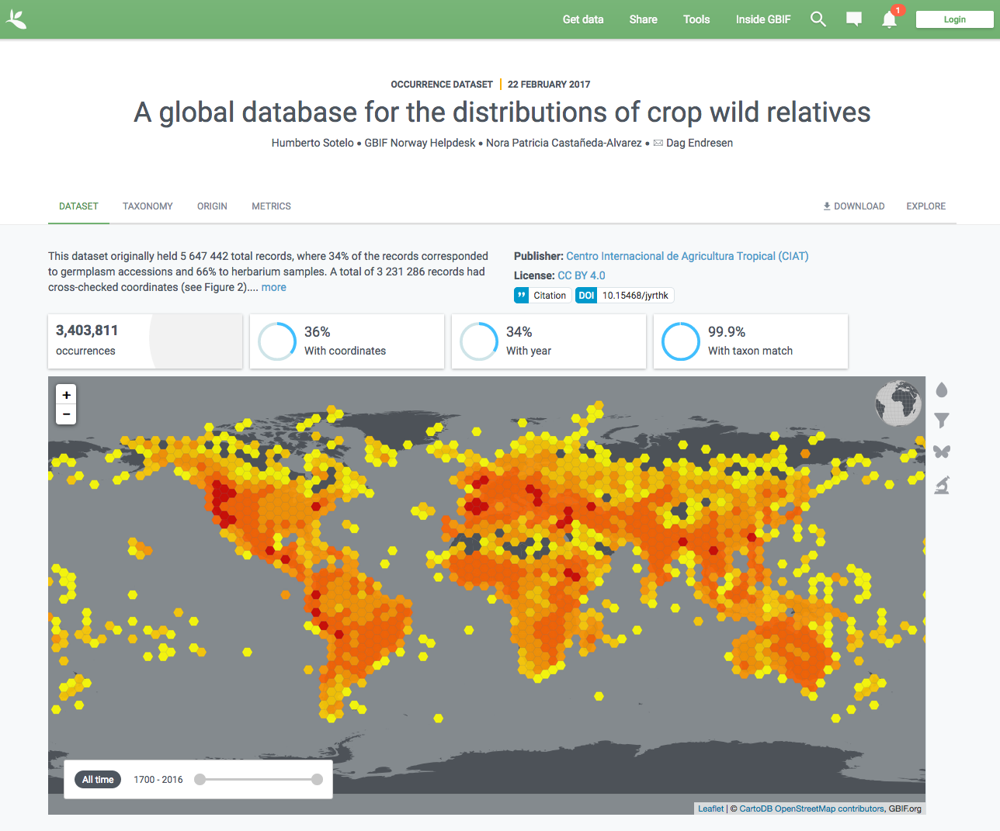 Get data Share Tools Inside GBIF 1 Login
OCCURRENCE DATASET 22 FEBRUARY 2017
A global database for the distributions of crop wild relatives
Humberto Sotelo • GBIF Norway Helpdesk • Nora Patricia Castañeda-Alvarez • Dag Endresen
DATASET TAXONOMY ORIGIN METRICS DOWNLOAD EXPLORE
This dataset originally held 5 647 442 total records, where 34% of the records corresponded
to germplasm accessions and 66% to herbarium samples. A total of 3 231 286 records had
cross-checked coordinates (see Figure 2).... more
Publisher: Centro Internacional de Agricultura Tropical (CIAT)
License: CC BY 4.0
” Citation DOI 10.15468/jyrthk
3,403,811
occurrences
36%
With coordinates
34%
With year
99.9%
With taxon match
+
−
All time 1700 - 2016
Leaflet | © CartoDB OpenStreetMap contributors, GBIF.org